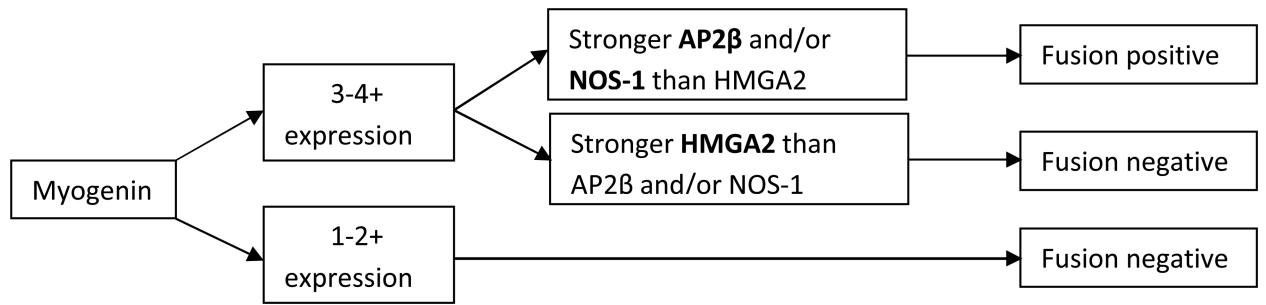 Stronger AP2β and/or
NOS-1 than HMGA2
Fusion positive
3-4+
expression
Stronger HMGA2 than
AP2β and/or NOS-1
Fusion negative
Myogenin
1-2+
expression
Fusion negative